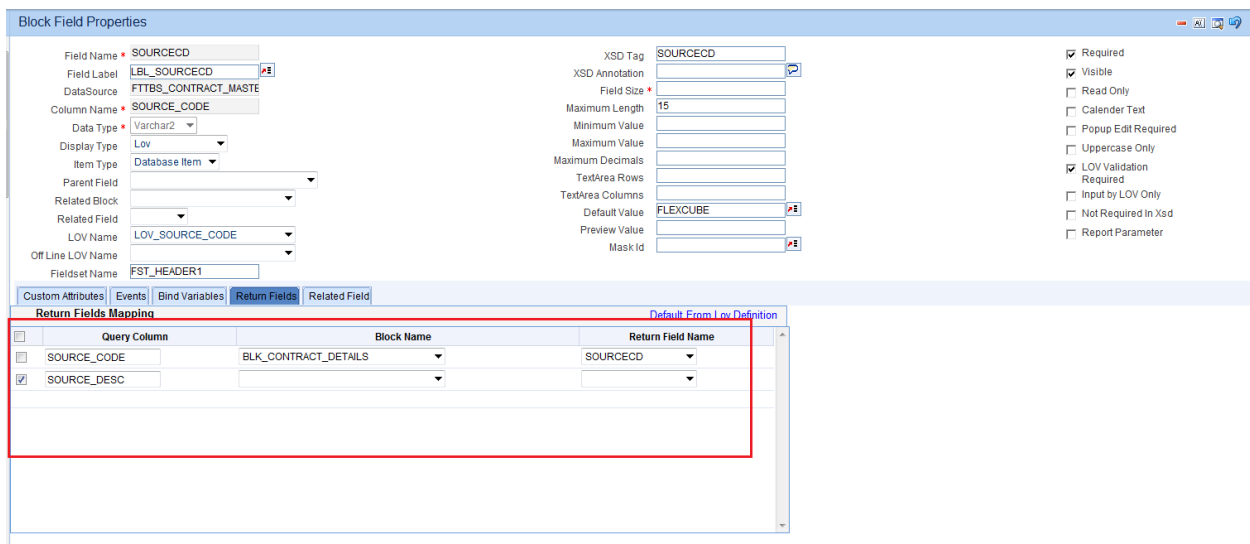 Block Field Properties
Field Name * SOURCECD
Field Label LBL_SOURCECD
DataSource FTTBS_CONTRACT_MASTE
Column Name * SOURCE_CODE
Data Type * Varchar2
Display Type Lov
Item Type Database Item
Parent Field
Related Block
Related Field
LOV Name LOV_SOURCE_CODE
Off Line LOV Name
Fieldset Name FST_HEADER1
XSD Tag SOURCECD
XSD Annotation
Field Size *
Maximum Length 15
Minimum Value
Maximum Value
Maximum Decimals
TextArea Rows
TextArea Columns
Default Value FLEXCUBE
Preview Value
Mask Id
Required
Visible
Read Only
Calender Text
Popup Edit Required
Uppercase Only
LOV Validation
Required
Input by LOV Only
Not Required In Xsd
Report Parameter
Custom Attributes Events Bind Variables Return Fields Related Field
Return Fields Mapping Default From Lov Definition
Query Column Block Name Return Field Name
SOURCE_CODE BLK_CONTRACT_DETAILS SOURCECD
SOURCE_DESC